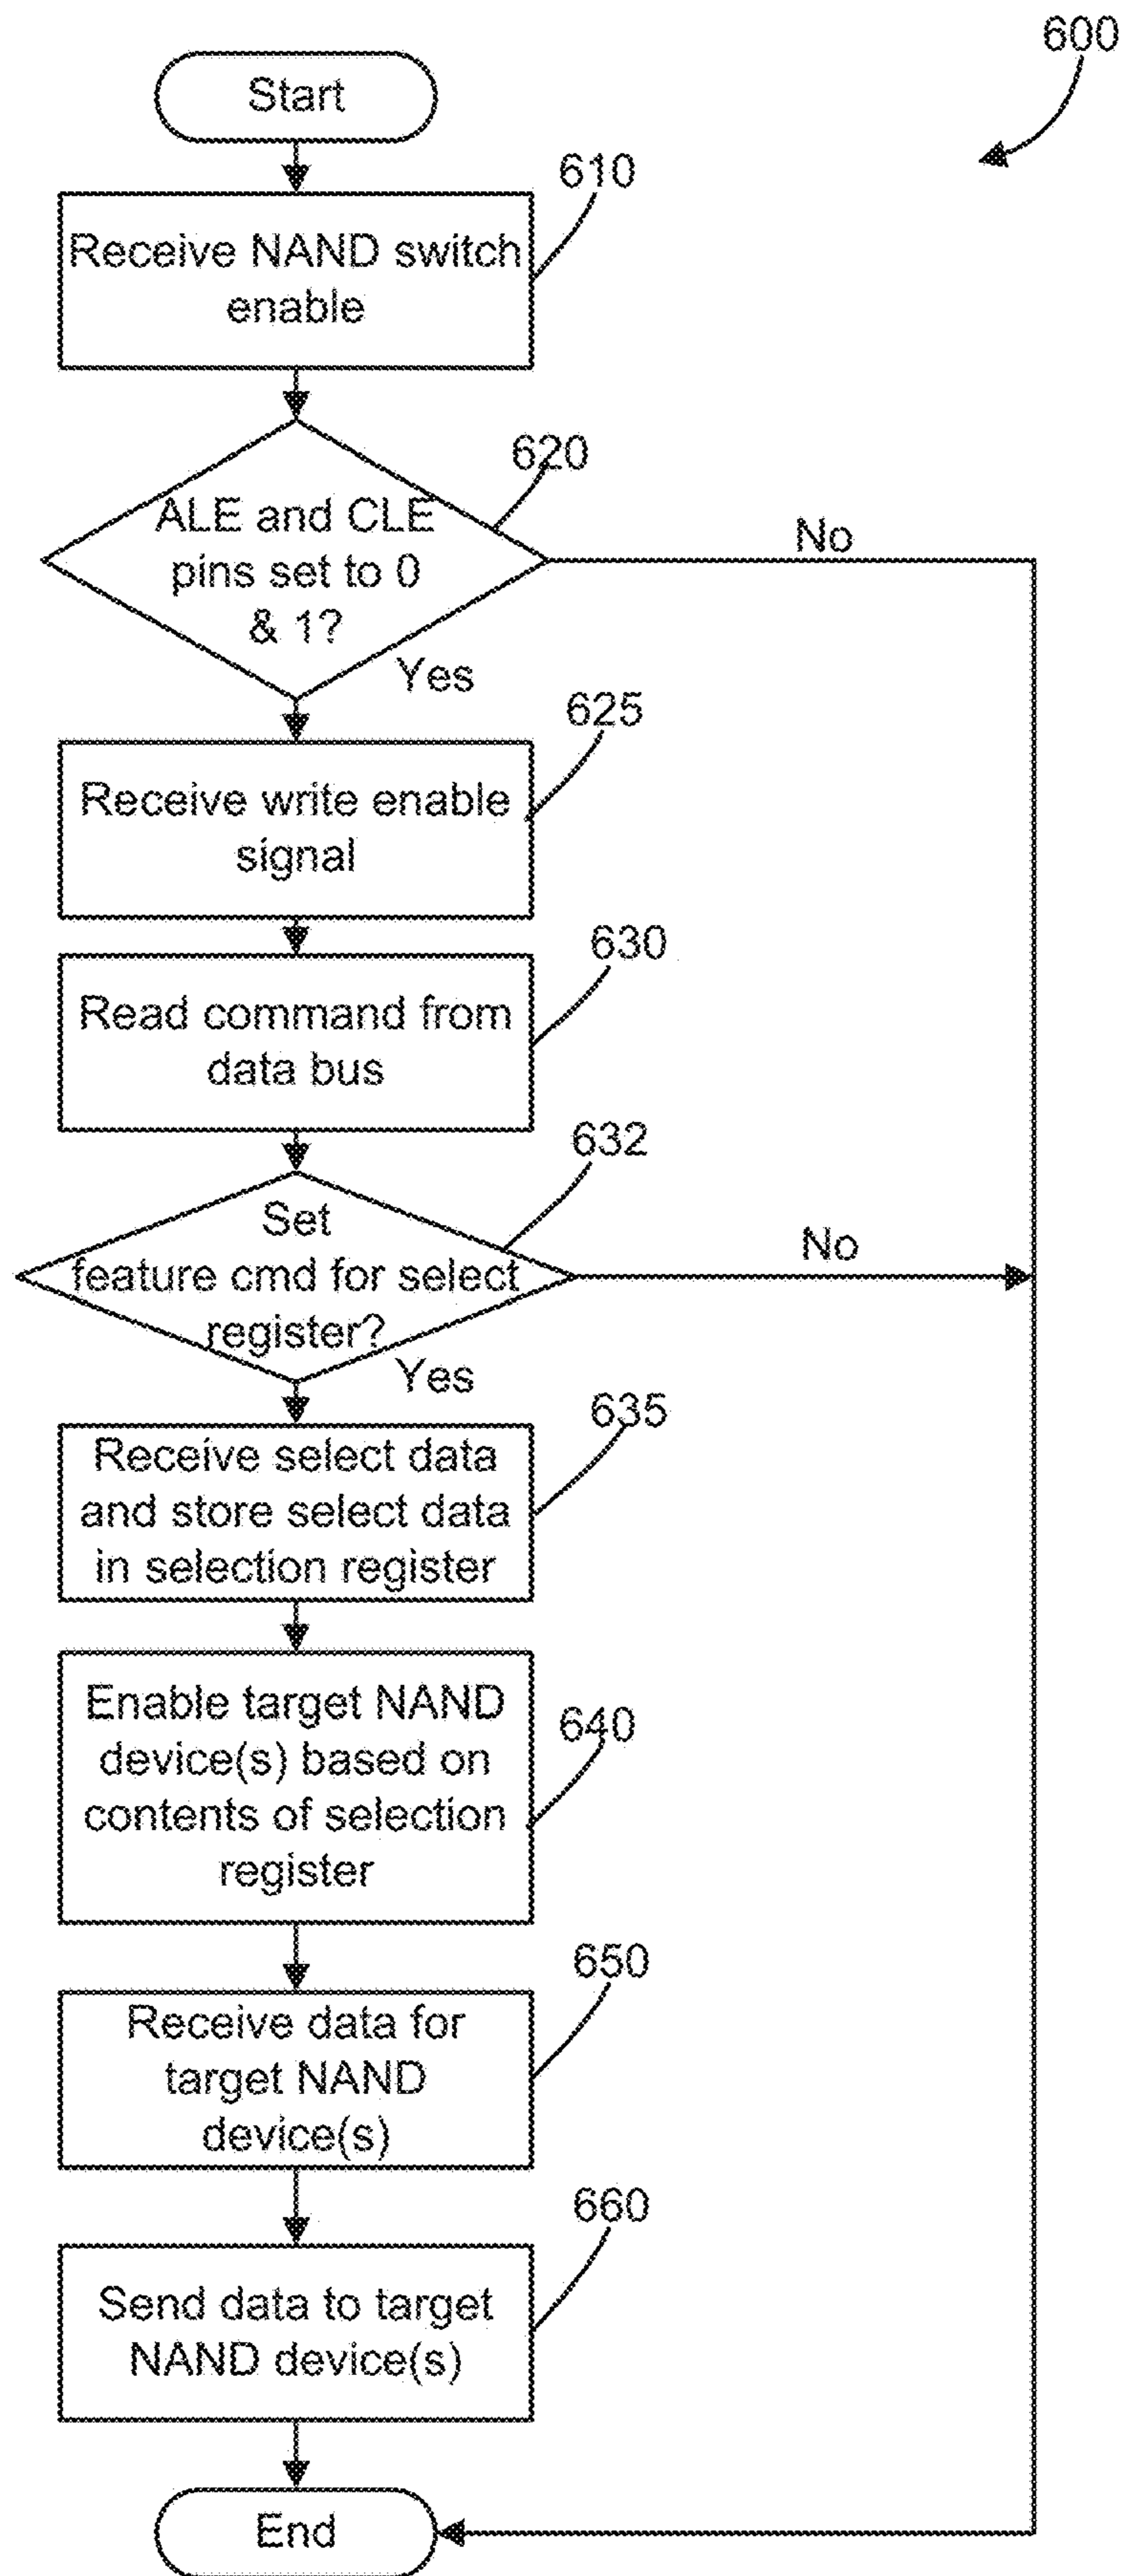 600
Start
610
Receive NAND switch
enable
620
ALE and CLE
pins set to 0
& 1?
No
Yes
625
Receive write enable
signal
630
Read command from
data bus
632
Set
feature cmd for select
register?
No
Yes
635
Receive select data
and store select data
in selection register
640
Enable target NAND
device(s) based on
contents of selection
register
650
Receive data for
target NAND
device(s)
660
Send data to target
NAND device(s)
End